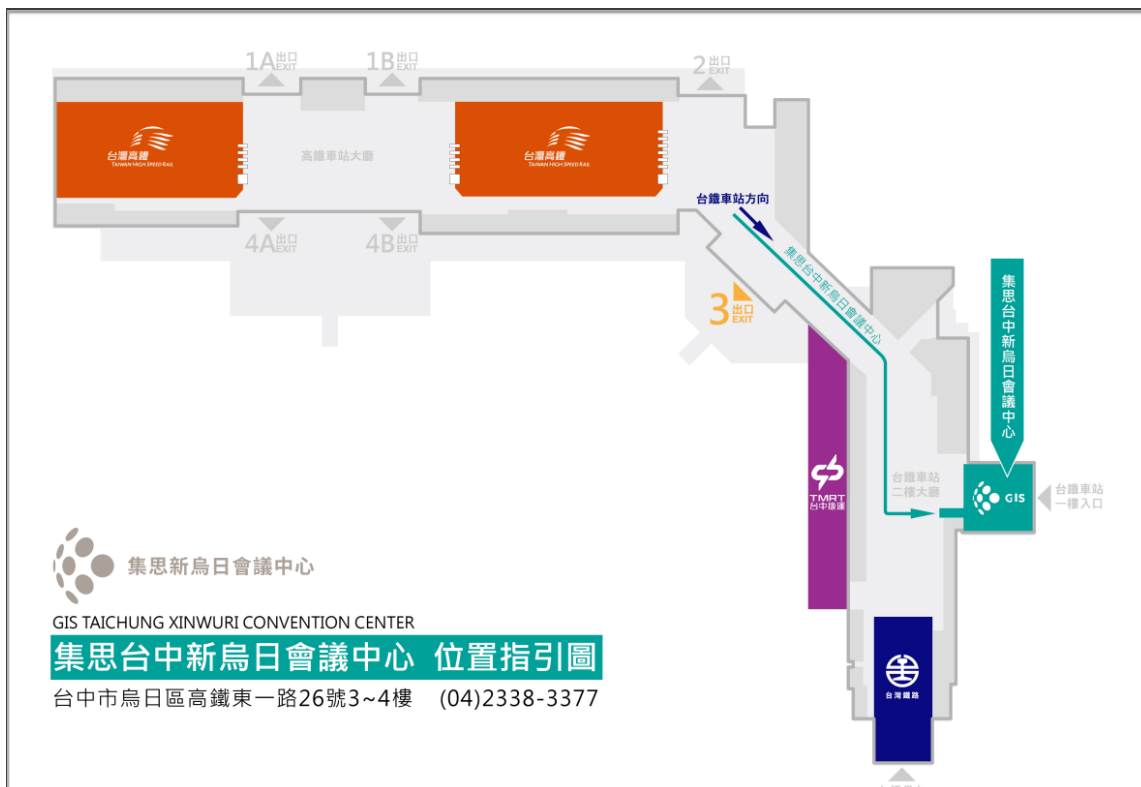 1A出口
EXIT
1B出口
EXIT
2出口
EXIT
台灣高鐵
TAIWAN HIGH SPEED RAIL
高鐵車站大廳
台灣高鐵
TAIWAN HIGH SPEED RAIL
4A出口
EXIT
4B出口
EXIT
台鐵車站方向
集思台中新烏日會議中心
3出口
EXIT
集思台中新烏日會議中心
TMRT
台中捷運
台鐵車站
二樓大廳
GIS
台鐵車站
一樓入口
台灣鐵路
集思新烏日會議中心
GIS TAICHUNG XINWURI CONVENTION CENTER
集思台中新烏日會議中心 位置指引圖
台中市烏日區高鐵東一路26號3~4樓 (04)2338-3377